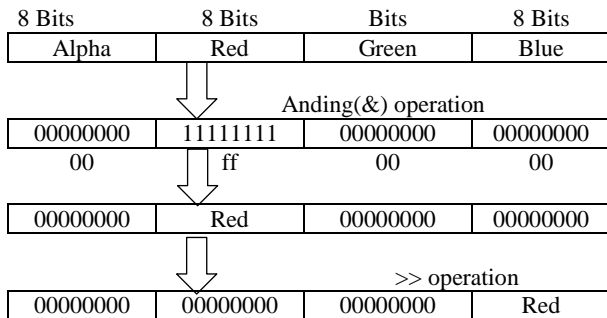 8 Bits 8 Bits Bits 8 Bits
Alpha Red Green Blue
Anding(&) operation
00000000 11111111 00000000 00000000
00 ff 00 00
00000000 Red 00000000 00000000
>> operation
00000000 00000000 00000000 Red